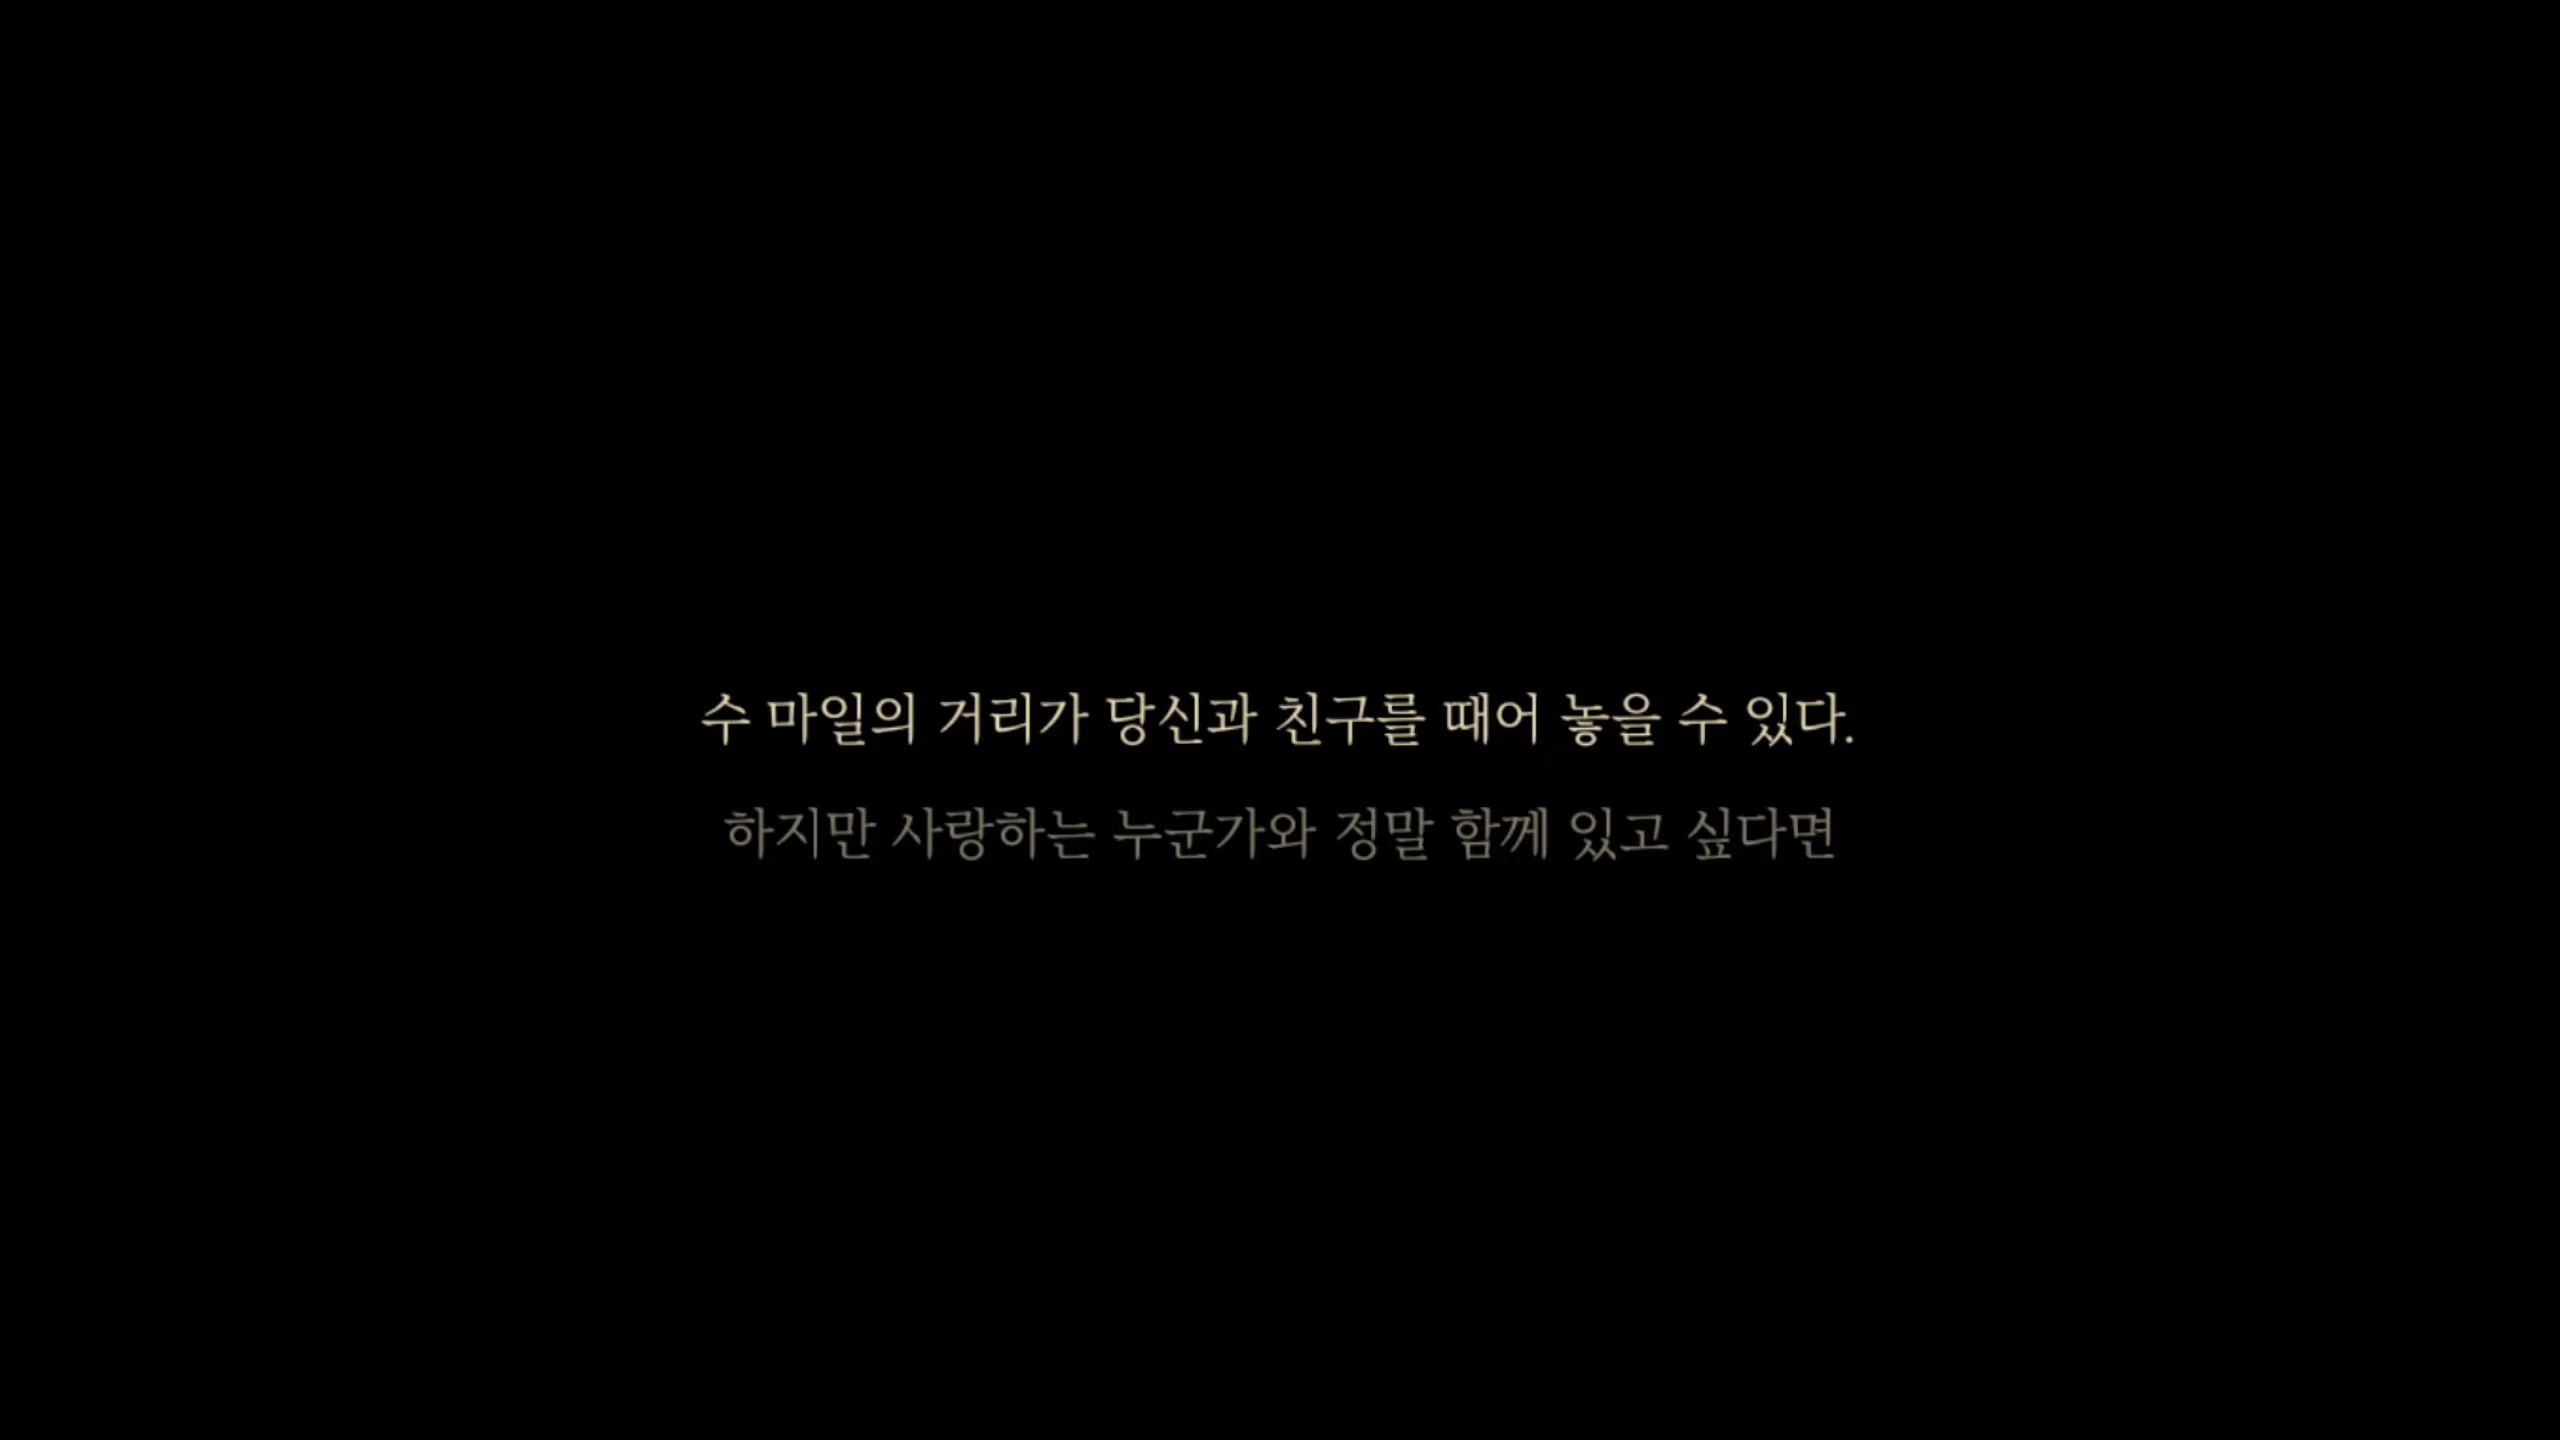 수 마일의 거리가 당신과 친구를 때어 놓을 수 있다.
하지만 사랑하는 누군가와 정말 함께 있고 싶다면